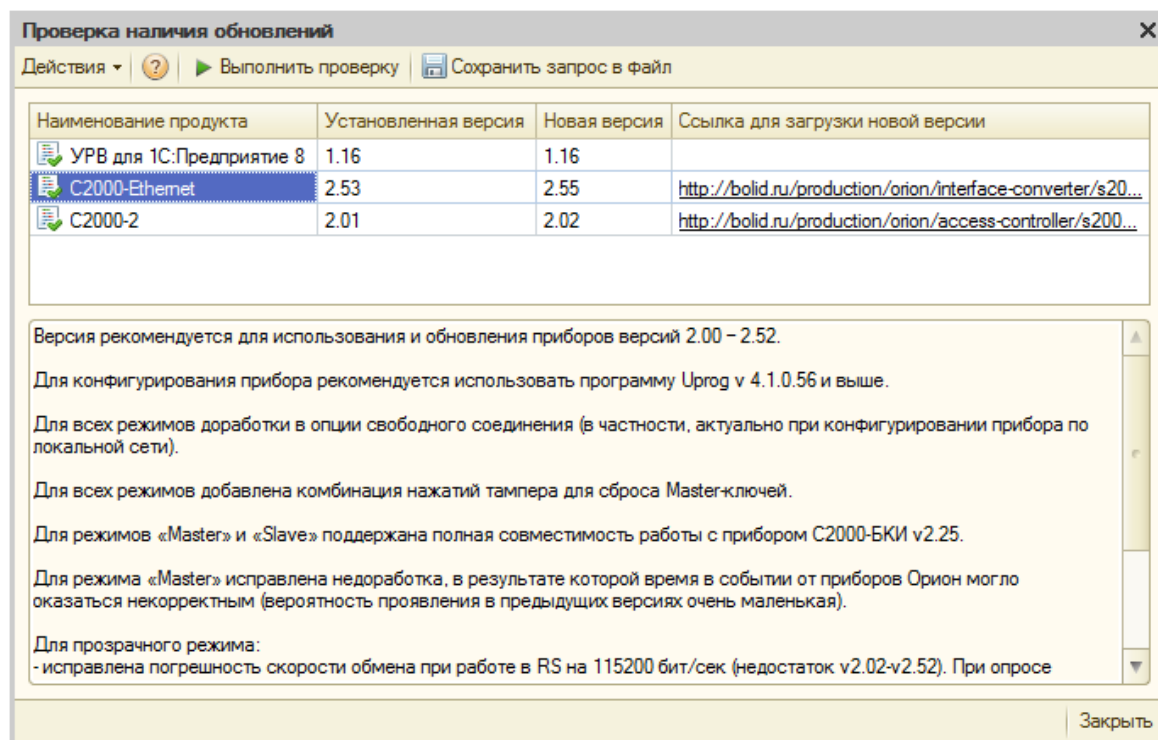 Проверка наличия обновлений
Действия
Выполнить проверку
Сохранить запрос в файл
Наименование продукта Установленная версия Новая версия Ссылка для загрузки новой версии
УРВ для 1С:Предприятие 8 1.16 1.16
С2000-Ethernet 2.53 2.55 http://bolid.ru/production/orion/interface-converter/s20...
С2000-2 2.01 2.02 http://bolid.ru/production/orion/access-controller/s200...
Версия рекомендуется для использования и обновления приборов версий 2.00 – 2.52.
Для конфигурирования прибора рекомендуется использовать программу Uprog v 4.1.0.56 и выше.
Для всех режимов доработки в опции свободного соединения (в частности, актуально при конфигурировании прибора по
локальной сети).
Для всех режимов добавлена комбинация нажатий тампера для сброса Master-ключей.
Для режимов «Master» и «Slave» поддержана полная совместимость работы с прибором С2000-БКИ v2.25.
Для режима «Master» исправлена недоработка, в результате которой время в событии от приборов Орион могло
оказаться некорректным (вероятность проявления в предыдущих версиях очень маленькая).
Для прозрачного режима:
- исправлена погрешность скорости обмена при работе в RS на 115200 бит/сек (недостаток v2.02-v2.52). При опросе
Закрыть